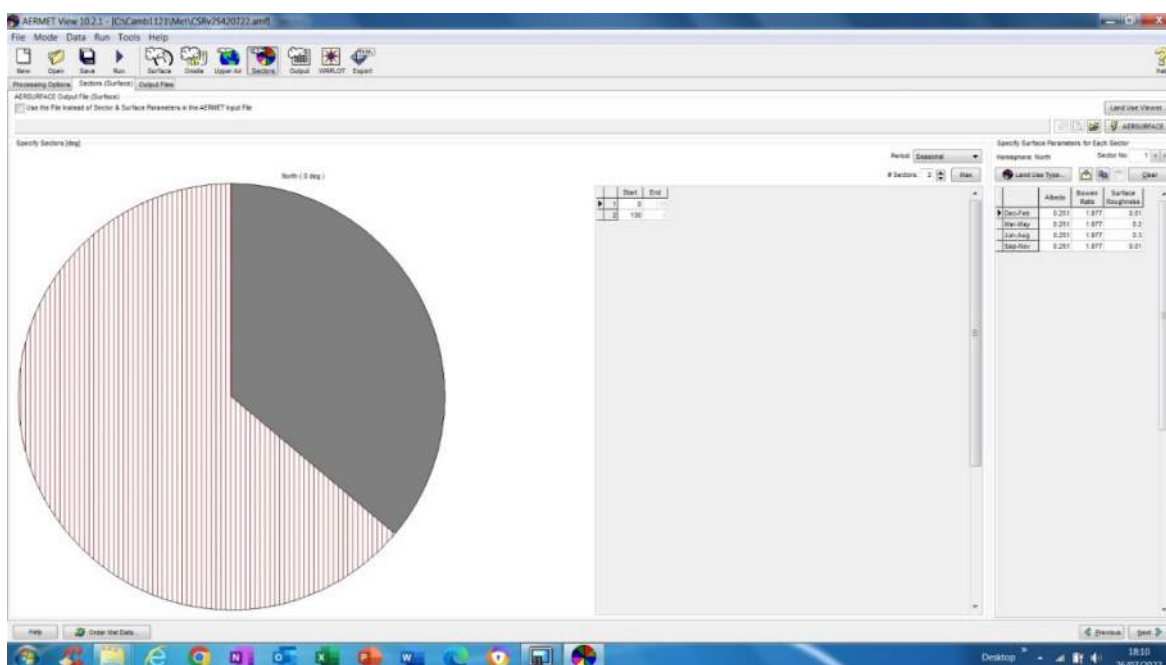 AERMET View 10.2.1 - [C:\Camb1121\Met\CSRv25420722.amf]
File Mode Data Run Tools Help
New Open Save Run Surface Onsite Upper Air Sectors Output WRPLOT Export Help
Processing Options Sectors (Surface) Output Files
AERSURFACE Output File (Surface)
Use the File instead of Sector & Surface Parameters in the AERMET Input File
Land Use Viewer...
AERSURFACE...
Specify Sectors [deg]
Period: Seasonal
# Sectors: 2 Max
North ( 0 deg )
Start End
1 0
2 130
Specify Surface Parameters for Each Sector
Hemisphere: North Sector No: 1
Land Use Type... Clear
Albedo Bowen Ratio Surface Roughness
Dec-Feb 0.251 1.877 0.01
Mar-May 0.251 1.877 0.2
Jun-Aug 0.251 1.877 0.3
Sep-Nov 0.251 1.877 0.01
Help Order Met Data...
Previous Next
Desktop 18:10